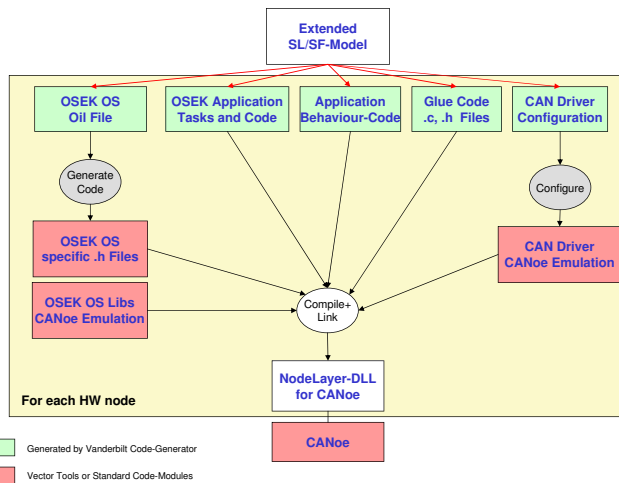 Extended
SL/SF-Model
OSEK OS
Oil File
OSEK Application
Tasks and Code
Application
Behaviour-Code
Glue Code
.c, .h Files
CAN Driver
Configuration
Generate
Code
Configure
OSEK OS
specific .h Files
CAN Driver
CANoe Emulation
OSEK OS Libs
CANoe Emulation
Compile+
Link
NodeLayer-DLL
for CANoe
For each HW node
CANoe
Generated by Vanderbilt Code-Generator
Vector Tools or Standard Code-Modules